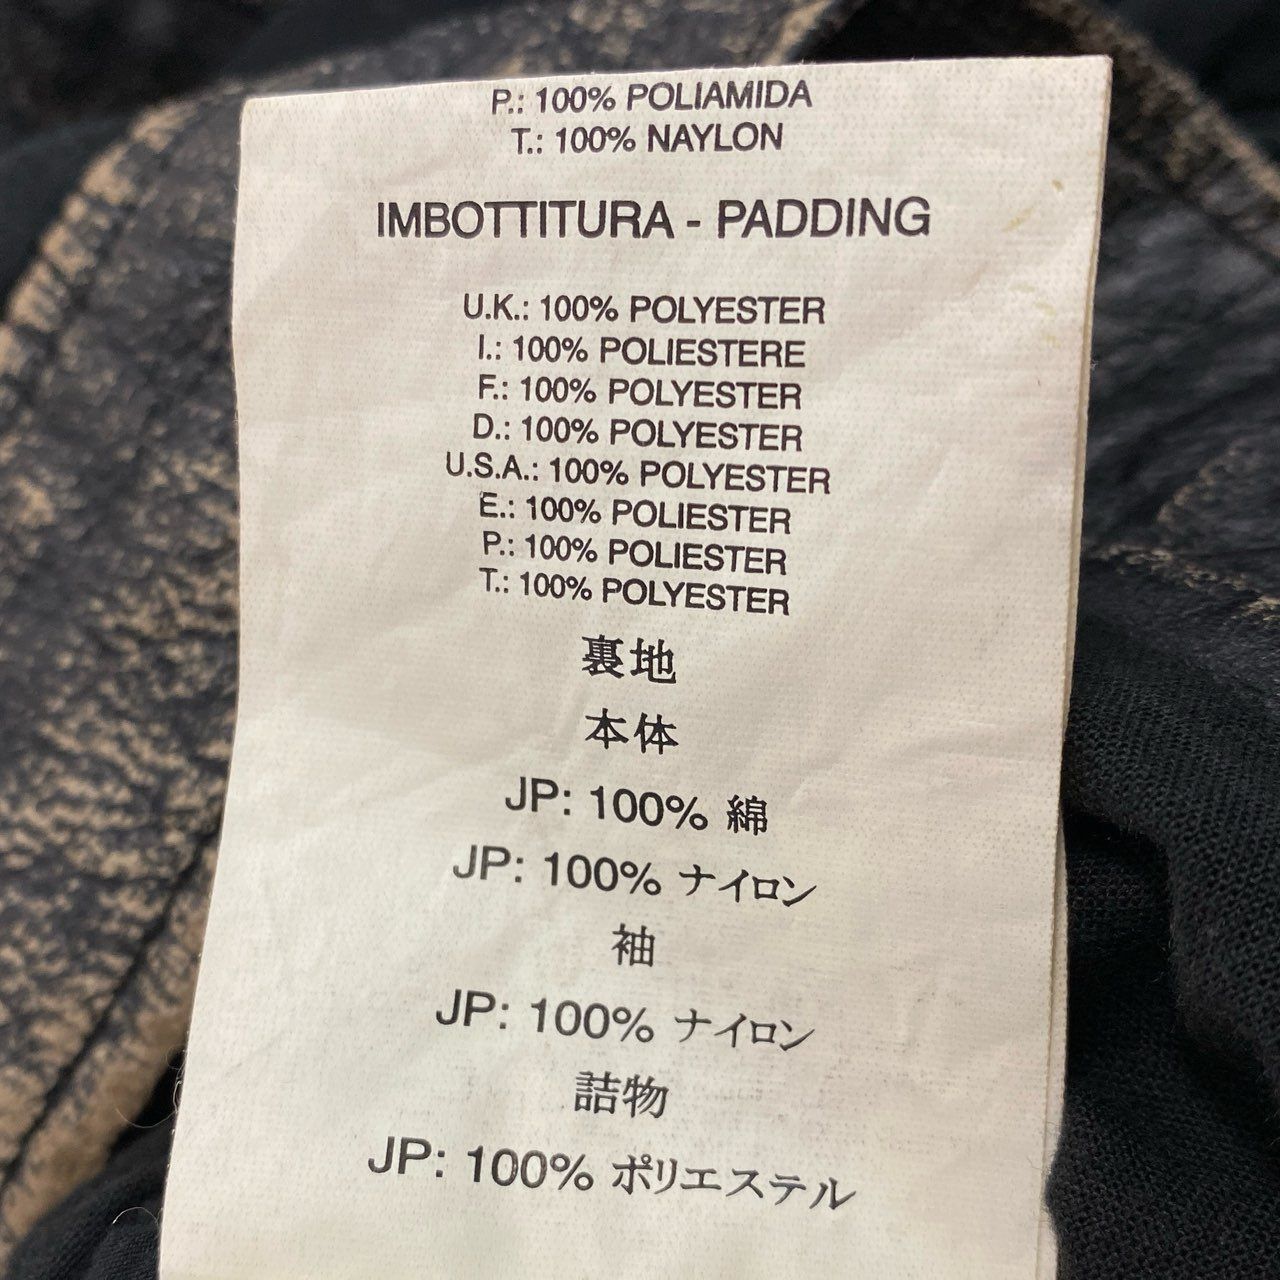 P.: 100% POLIAMIDA
T.: 100% NAYLON
IMBOTTITURA - PADDING
U.K.: 100% POLYESTER
I.: 100% POLIESTERE
F.: 100% POLYESTER
D.: 100% POLYESTER
U.S.A.: 100% POLYESTER
E.: 100% POLIESTER
P.: 100% POLIESTER
T.: 100% POLYESTER
裏地
本体
JP: 100% 綿
JP: 100% ナイロン
袖
JP: 100% ナイロン
詰物
JP: 100% ポリエステル